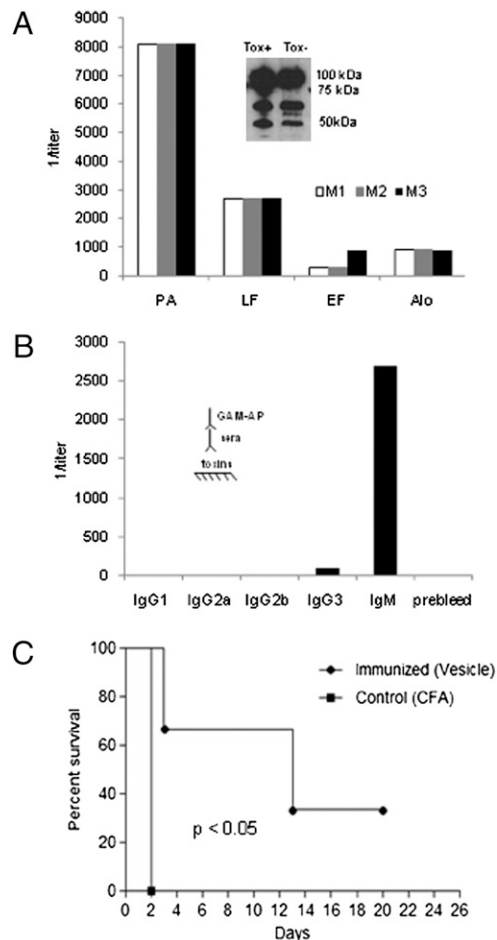 A
9000
8000
7000
6000
5000
4000
3000
2000
1000
0
1/titer
Tox+ Tox-
100 kDa
75 kDa
50kDa
M1 M2 M3
PA LF EF Alo
B
3000
2500
2000
1500
1000
500
0
1/titer
GAM-AP
sera
toxins
IgG1 IgG2a IgG2b IgG3 IgM prebleed
C
100
80
60
40
20
0
Percent survival
Immunized (Vesicle)
Control (CFA)
p < 0.05
0 2 4 6 8 10 12 14 16 18 20 22 24 26
Days